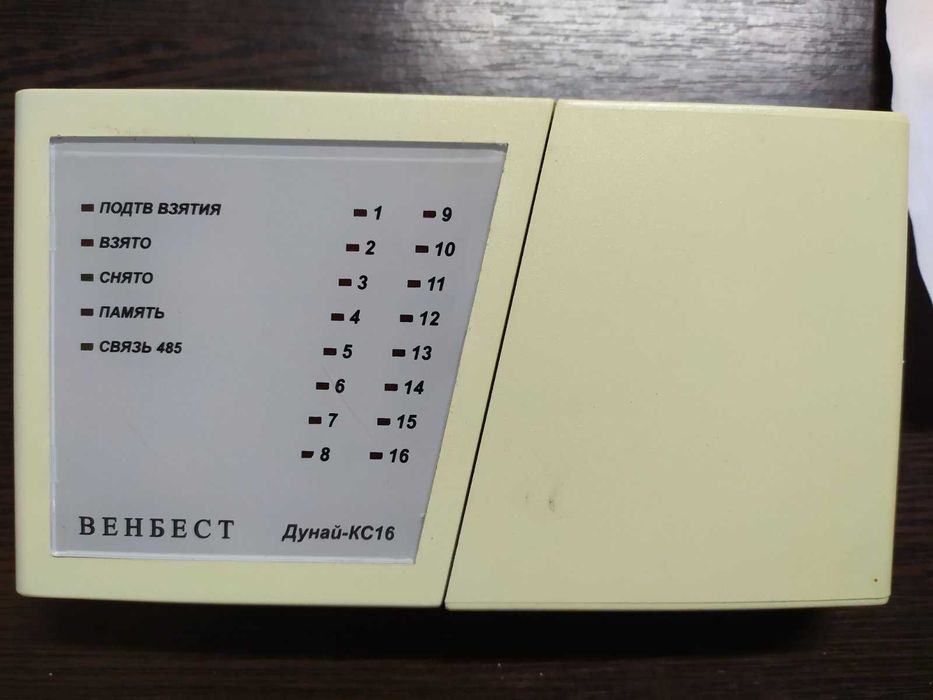 ПОДТВ ВЗЯТИЯ
ВЗЯТО
СНЯТО
ПАМЯТЬ
СВЯЗЬ 485
1 9
2 10
3 11
4 12
5 13
6 14
7 15
8 16
ВЕНБЕСТ Дунай-КС16